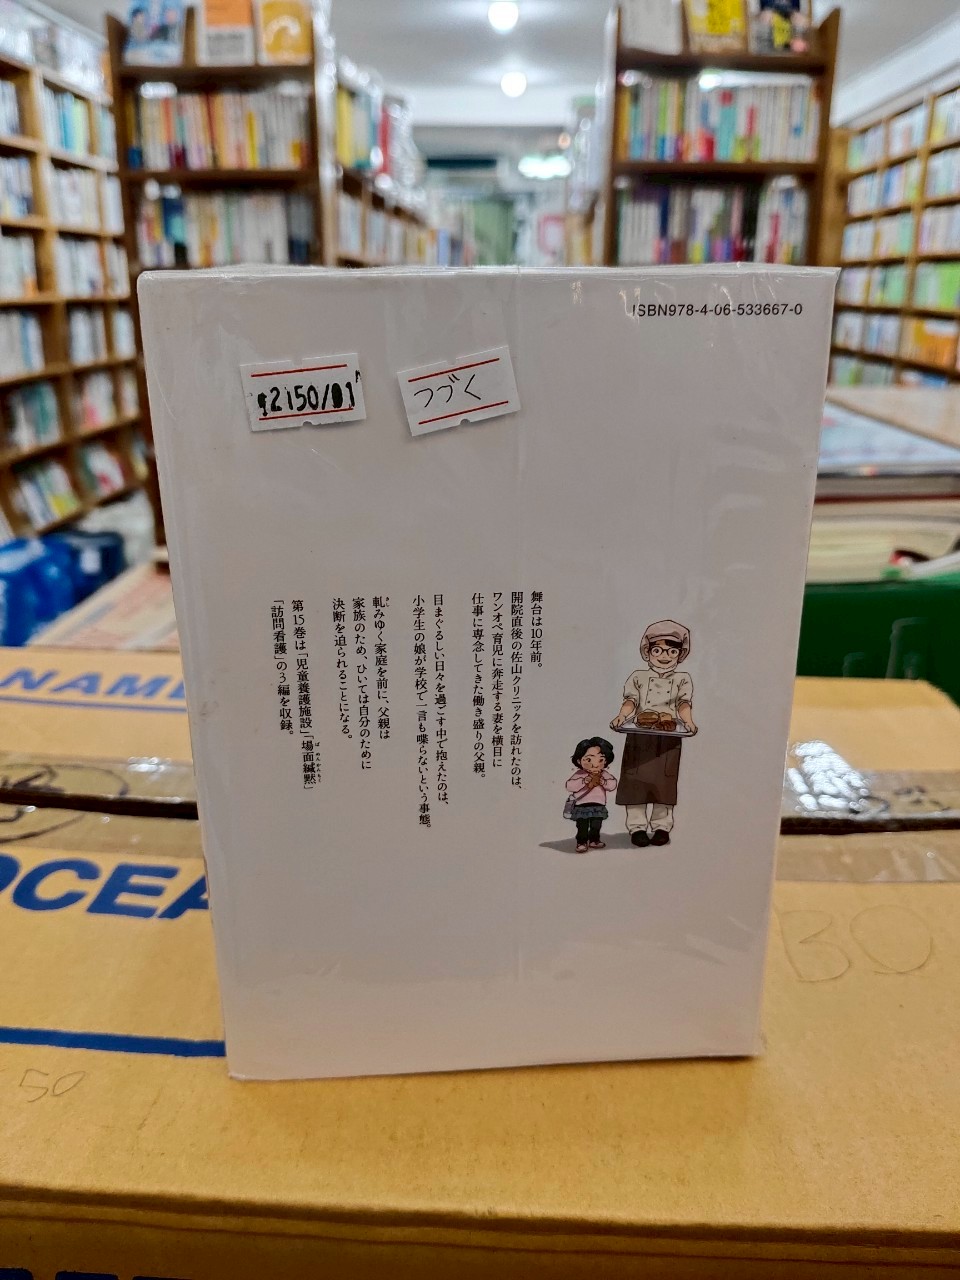 ISBN978-4-06-533667-0
つづく
舞台は10年前。
開院直後の佐山クリニックを訪れたのは、
ワンオペ育児に奔走する妻を横目に
仕事に専念してきた働き盛りの父親。
目まぐるしい日々を過ごす中で抱えたのは、
小学生の娘が学校で一言も喋らないという事態。
軋みゆく家庭を前に、父親は
家族のため、ひいては自分のために
決断を迫られることになる。
第15巻は「児童養護施設」「場面緘黙」
「訪問看護」の3編を収録。
NAME
OCEA
BO
50